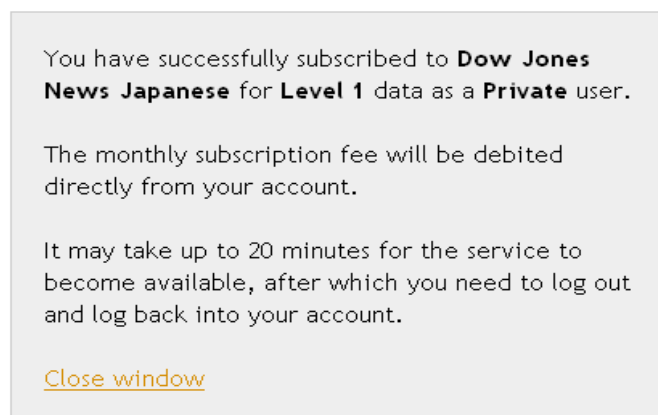 You have successfully subscribed to Dow Jones
News Japanese for Level 1 data as a Private user.
The monthly subscription fee will be debited
directly from your account.
It may take up to 20 minutes for the service to
become available, after which you need to log out
and log back into your account.
Close window